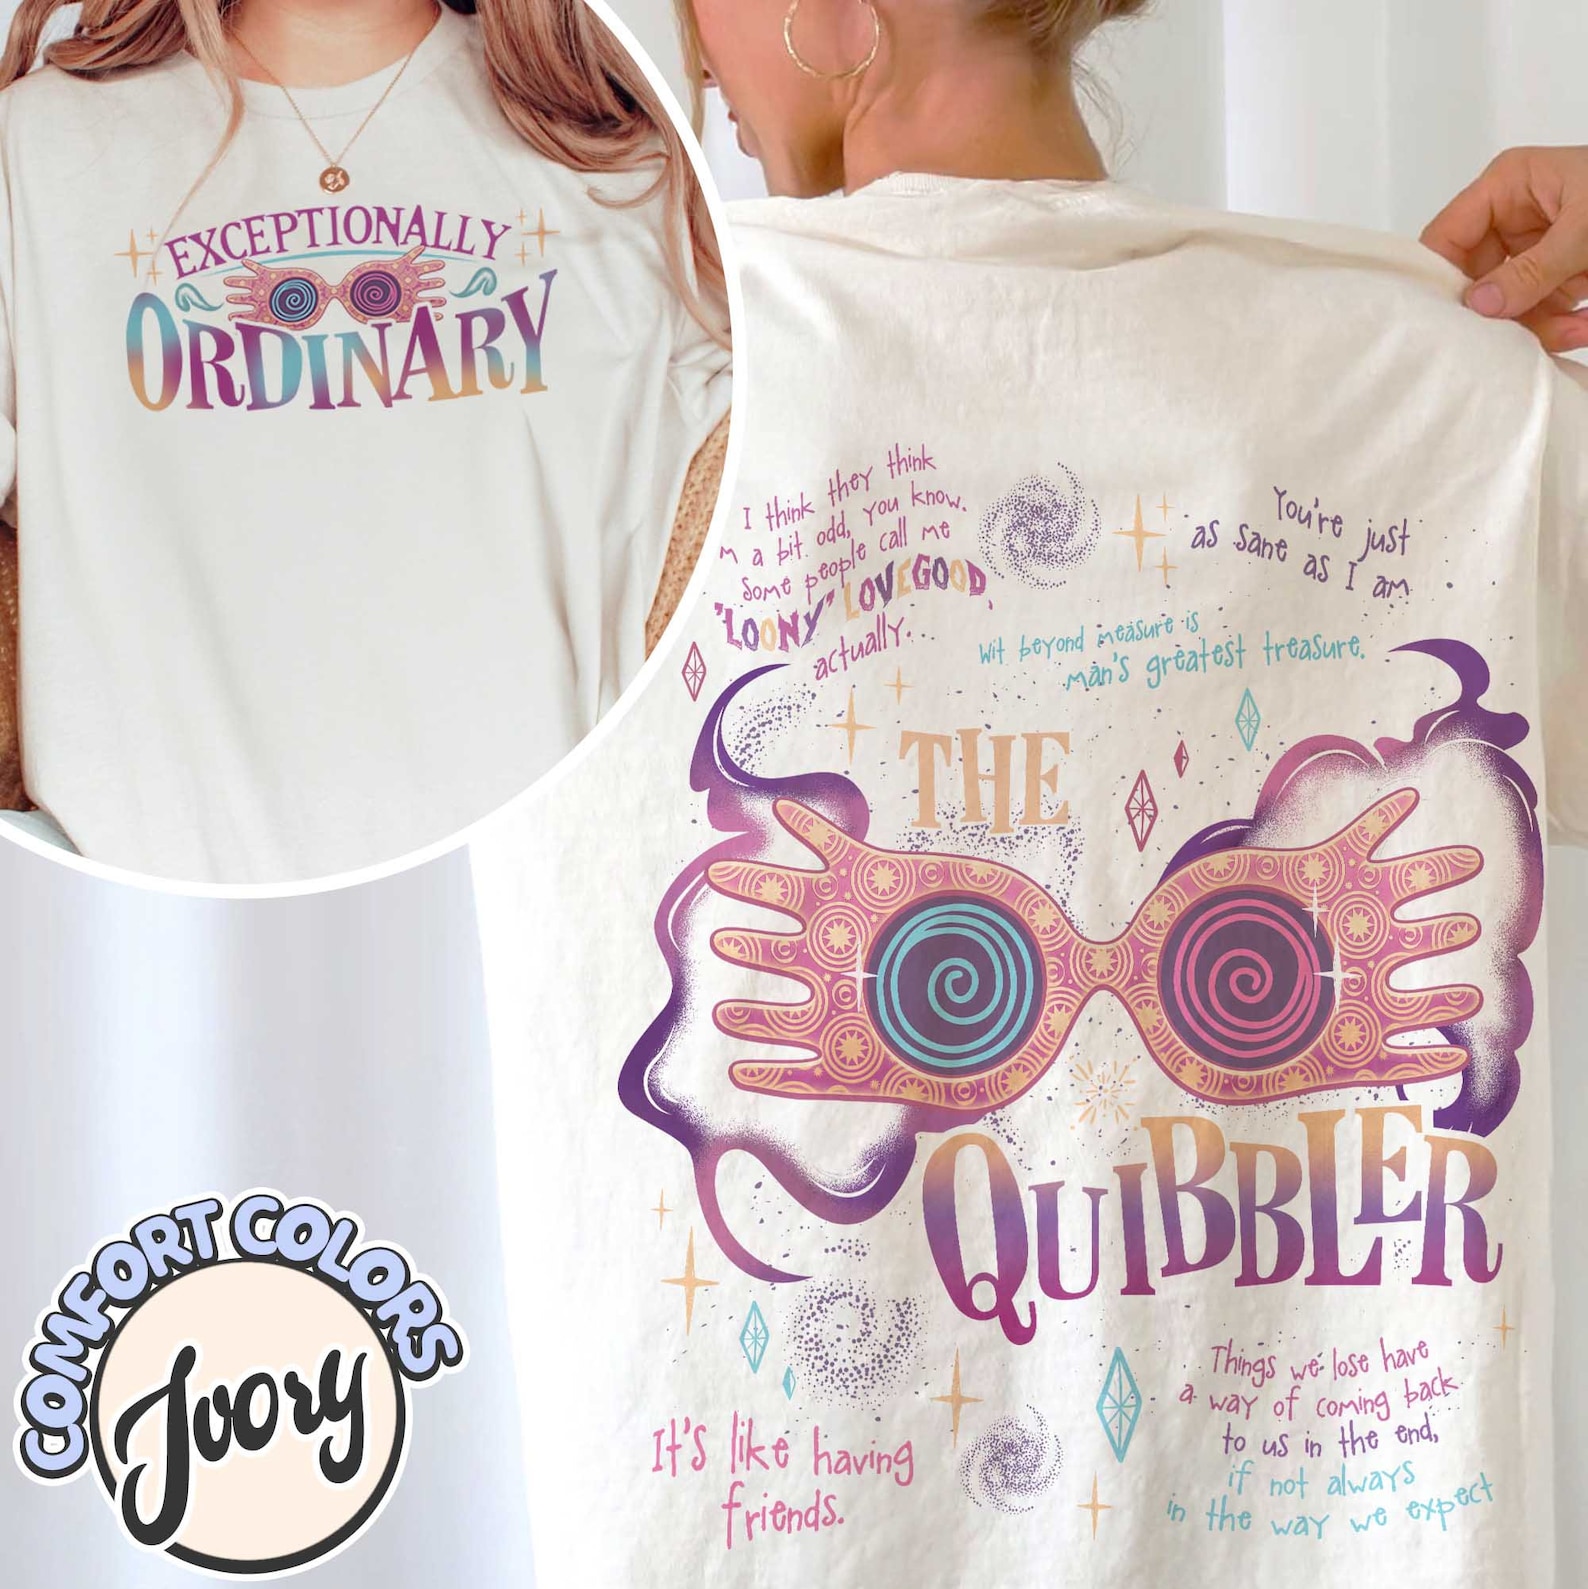 EXCEPTIONALLY
ORDINARY
I think they think
m a bit odd, you know.
Some people call me
"LOONY" LOVEGOOD,
actually.
You're just
as sane as I am
Wit beyond measure is
man's greatest treasure.
THE
QUIBBLER
It's like having
friends.
Things we lose have
a way of coming back
to us in the end,
if not always
in the way we expect
COMFORT COLORS
Ivory